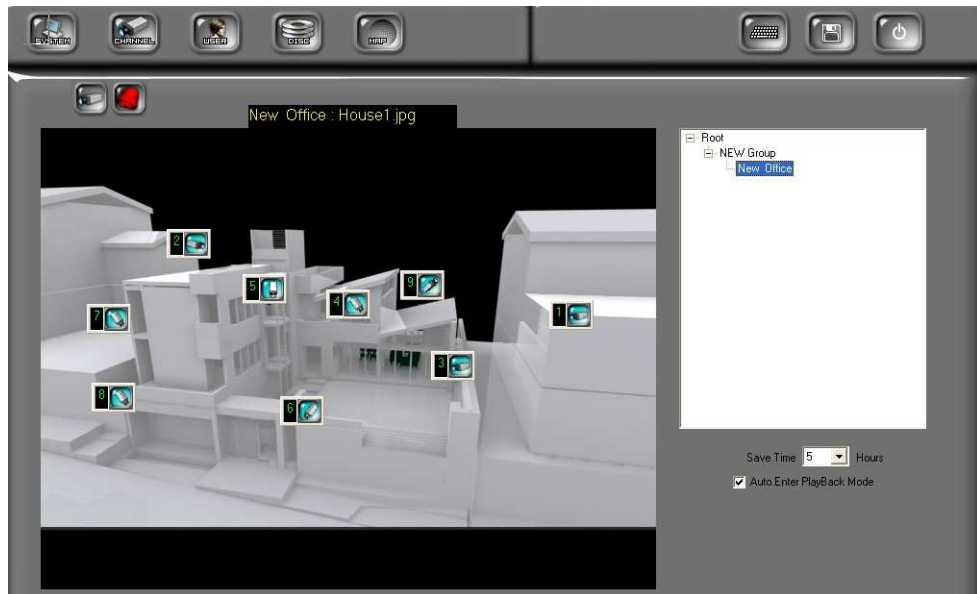 SYSTEM CHANNEL USER DISC MAP
New Office : House1.jpg
Root
NEW Group
New Office
2
5
9
4
7
1
3
8
6
Save Time 5 Hours
Auto Enter PlayBack Mode